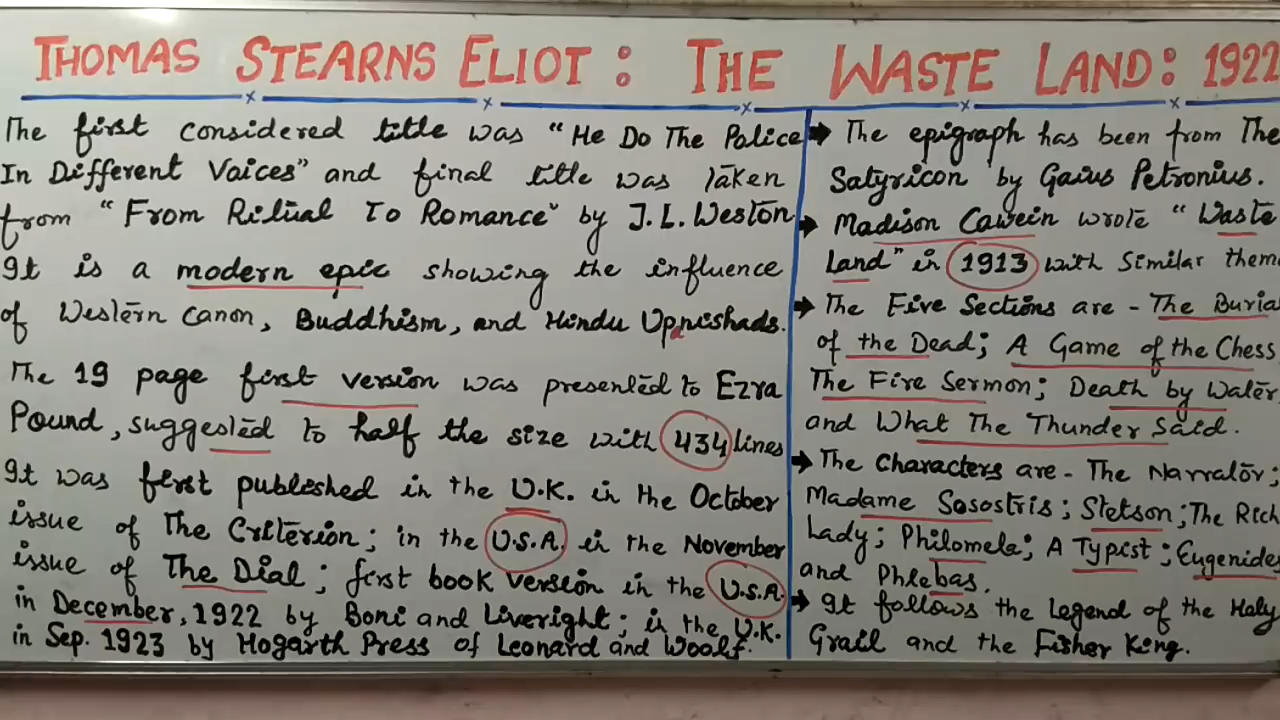 THOMAS STEARNS ELIOT : THE WASTE LAND : 1922
The first considered title was "He Do The Police
In Different Voices" and final title was taken
from "From Ritual To Romance" by J.L. Weston
It is a modern epic showing the influence
of Western canon, Buddhism, and Hindu Upanishads.
The 19 page first version was presented to Ezra
Pound, suggested to half the size with 434 lines
It was first published in the U.K. in the October
issue of The Criterion; in the U.S.A. in the November
issue of The Dial; first book version in the U.S.A.
in December, 1922 by Boni and Liveright; in the U.K.
in Sep. 1923 by Hogarth Press of Leonard and Woolf.
→ The epigraph has been from The
Satyricon by Gaius Petronius.
→ Madison Cawein wrote "Waste
Land" in 1913 with similar them
→ The Five Sections are - The Buria
of the Dead; A Game of the Chess
The Fire Sermon; Death by Water
and What The Thunder Said.
→ The Characters are - The Narrator;
Madame Sosostris; Stetson; The Rich
Lady; Philomela; A Typist; Eugenides
and Phlebas.
→ It follows the legend of the Holy
Grail and the Fisher King.